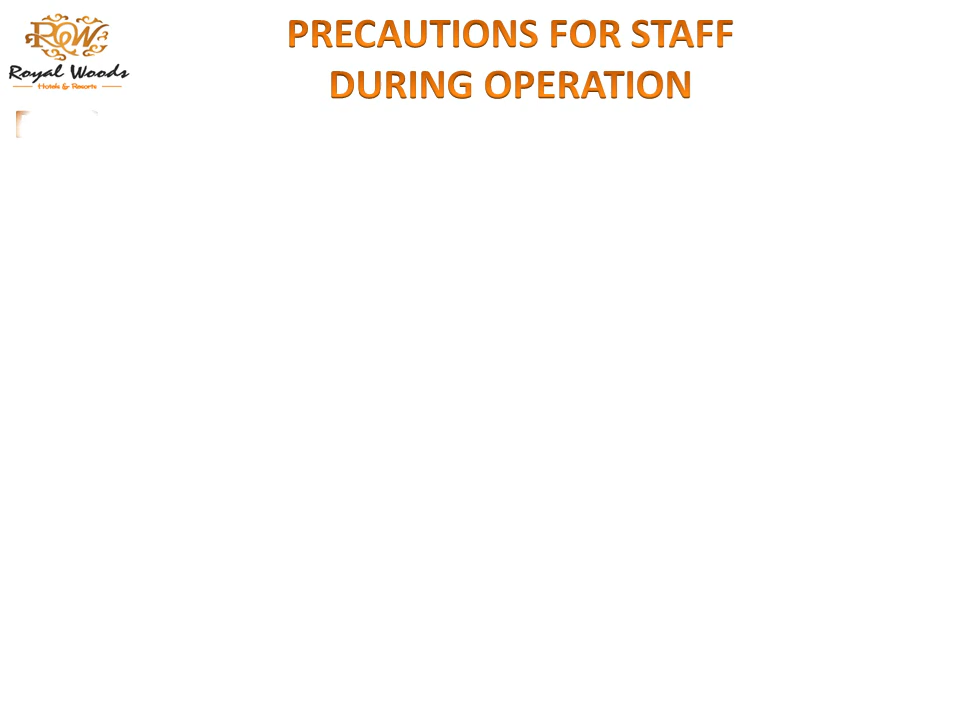 ROW
Royal Woods
Hotels & Resorts
PRECAUTIONS FOR STAFF
DURING OPERATION